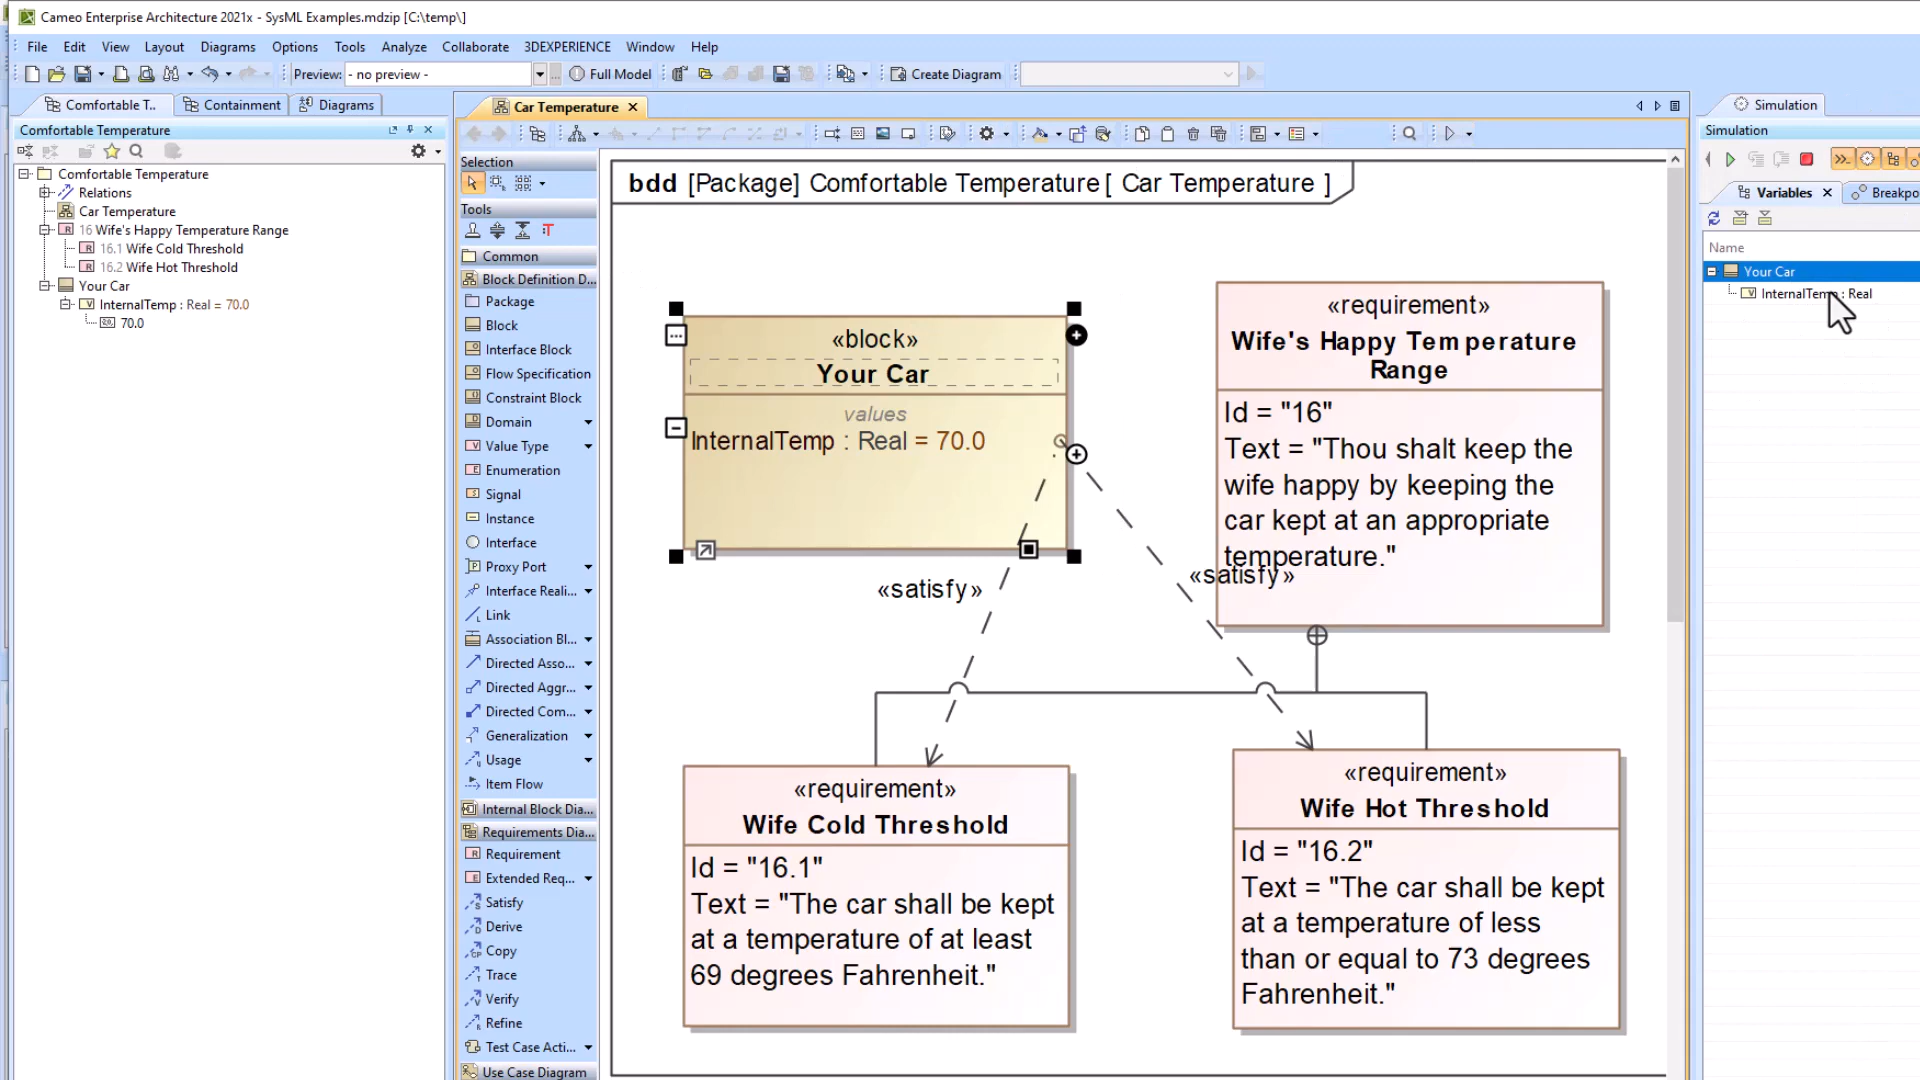 Cameo Enterprise Architecture 2021x - SysML Examples.mdzip [C:\temp\]
File Edit View Layout Diagrams Options Tools Analyze Collaborate 3DEXPERIENCE Window Help
Preview: - no preview - ... Full Model Create Diagram
Comfortable T.. Containment Diagrams
Comfortable Temperature
Comfortable Temperature
Relations
Car Temperature
16 Wife's Happy Temperature Range
16.1 Wife Cold Threshold
16.2 Wife Hot Threshold
Your Car
InternalTemp : Real = 70.0
70.0
Car Temperature
Selection
Tools
Common
Block Definition D...
Package
Block
Interface Block
Flow Specification
Constraint Block
Domain
Value Type
Enumeration
Signal
Instance
Interface
Proxy Port
Interface Reali...
Link
Association Bl...
Directed Asso...
Directed Aggr...
Directed Com...
Generalization
Usage
Item Flow
Internal Block Dia...
Requirements Dia...
Requirement
Extended Req...
Satisfy
Derive
Copy
Trace
Verify
Refine
Test Case Acti...
Use Case Diagram
bdd [Package] Comfortable Temperature[ Car Temperature ]
«block»
Your Car
values
InternalTemp : Real = 70.0
«satisfy»
«satisfy»
«requirement»
Wife's Happy Temperature
Range
Id = "16"
Text = "Thou shalt keep the
wife happy by keeping the
car kept at an appropriate
temperature."
«requirement»
Wife Cold Threshold
Id = "16.1"
Text = "The car shall be kept
at a temperature of at least
69 degrees Fahrenheit."
«requirement»
Wife Hot Threshold
Id = "16.2"
Text = "The car shall be kept
at a temperature of less
than or equal to 73 degrees
Fahrenheit."
Simulation
Simulation
Variables Breakpo
Name
Your Car
InternalTemp : Real